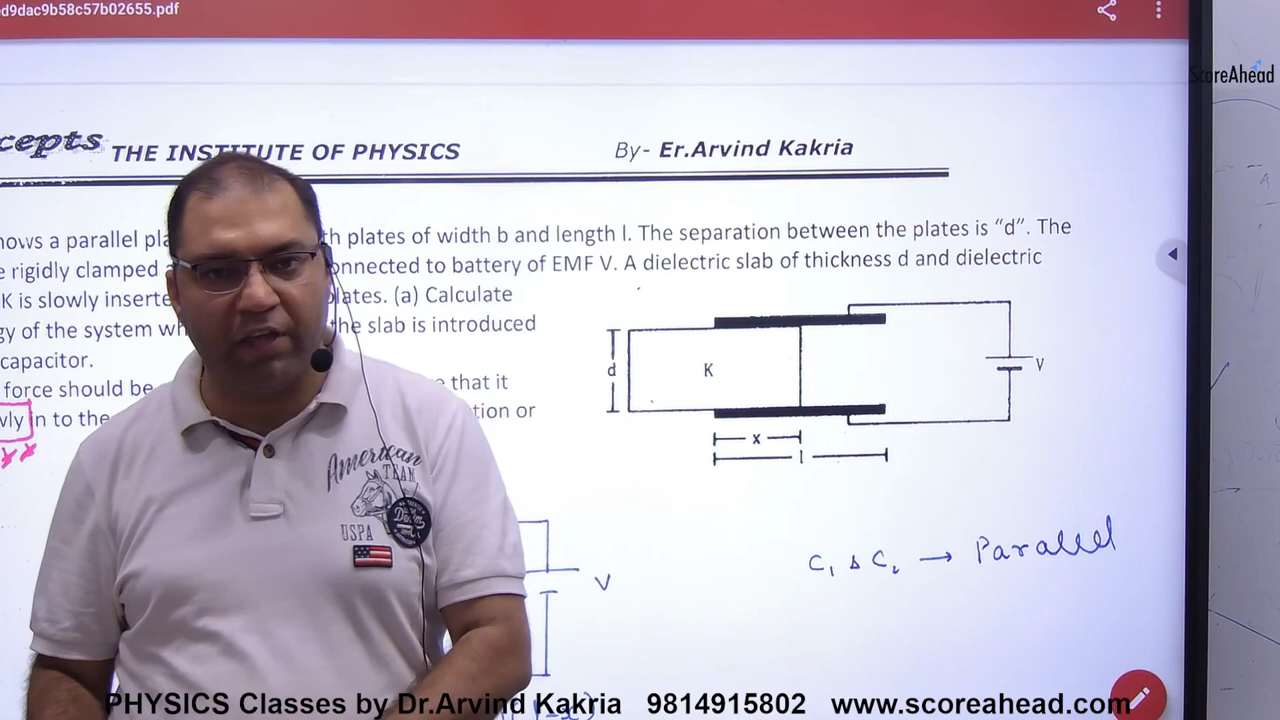 d9dac9b58c57b02655.pdf
ScoreAhead
cepts THE INSTITUTE OF PHYSICS By- Er.Arvind Kakria
hows a parallel pla th plates of width b and length l. The separation between the plates is “d”. The
e rigidly clamped onnected to battery of EMF V. A dielectric slab of thickness d and dielectric
K is slowly inserte lates. (a) Calculate
gy of the system wh the slab is introduced
capacitor.
force should be that it
wly in to the tion or
d
K
V
x
l
American
TEAM
USPA
V
C₁ & C₂ → Parallel
PHYSICS Classes by Dr.Arvind Kakria 9814915802 www.scoreahead.com